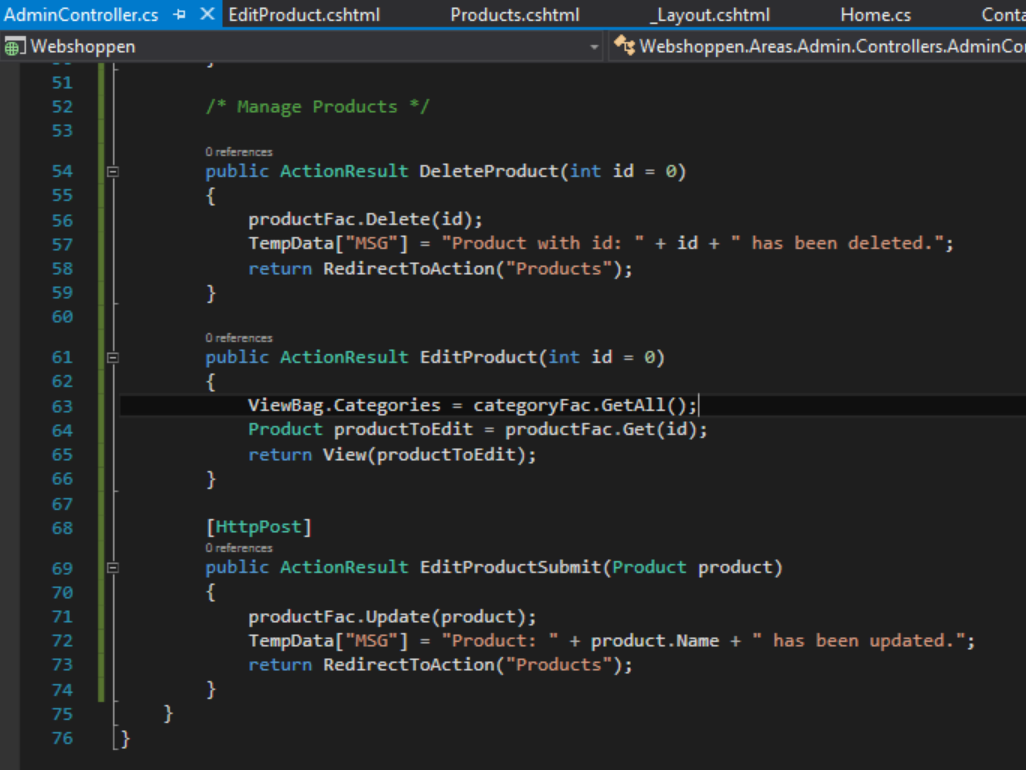 AdminController.cs EditProduct.cshtml Products.cshtml _Layout.cshtml Home.cs
Webshoppen Webshoppen.Areas.Admin.Controllers.AdminCo
51
52 /* Manage Products */
53
0 references
54 public ActionResult DeleteProduct(int id = 0)
55 {
56 productFac.Delete(id);
57 TempData["MSG"] = "Product with id: " + id + " has been deleted.";
58 return RedirectToAction("Products");
59 }
60
0 references
61 public ActionResult EditProduct(int id = 0)
62 {
63 ViewBag.Categories = categoryFac.GetAll();
64 Product productToEdit = productFac.Get(id);
65 return View(productToEdit);
66 }
67
68 [HttpPost]
0 references
69 public ActionResult EditProductSubmit(Product product)
70 {
71 productFac.Update(product);
72 TempData["MSG"] = "Product: " + product.Name + " has been updated.";
73 return RedirectToAction("Products");
74 }
75 }
76 }